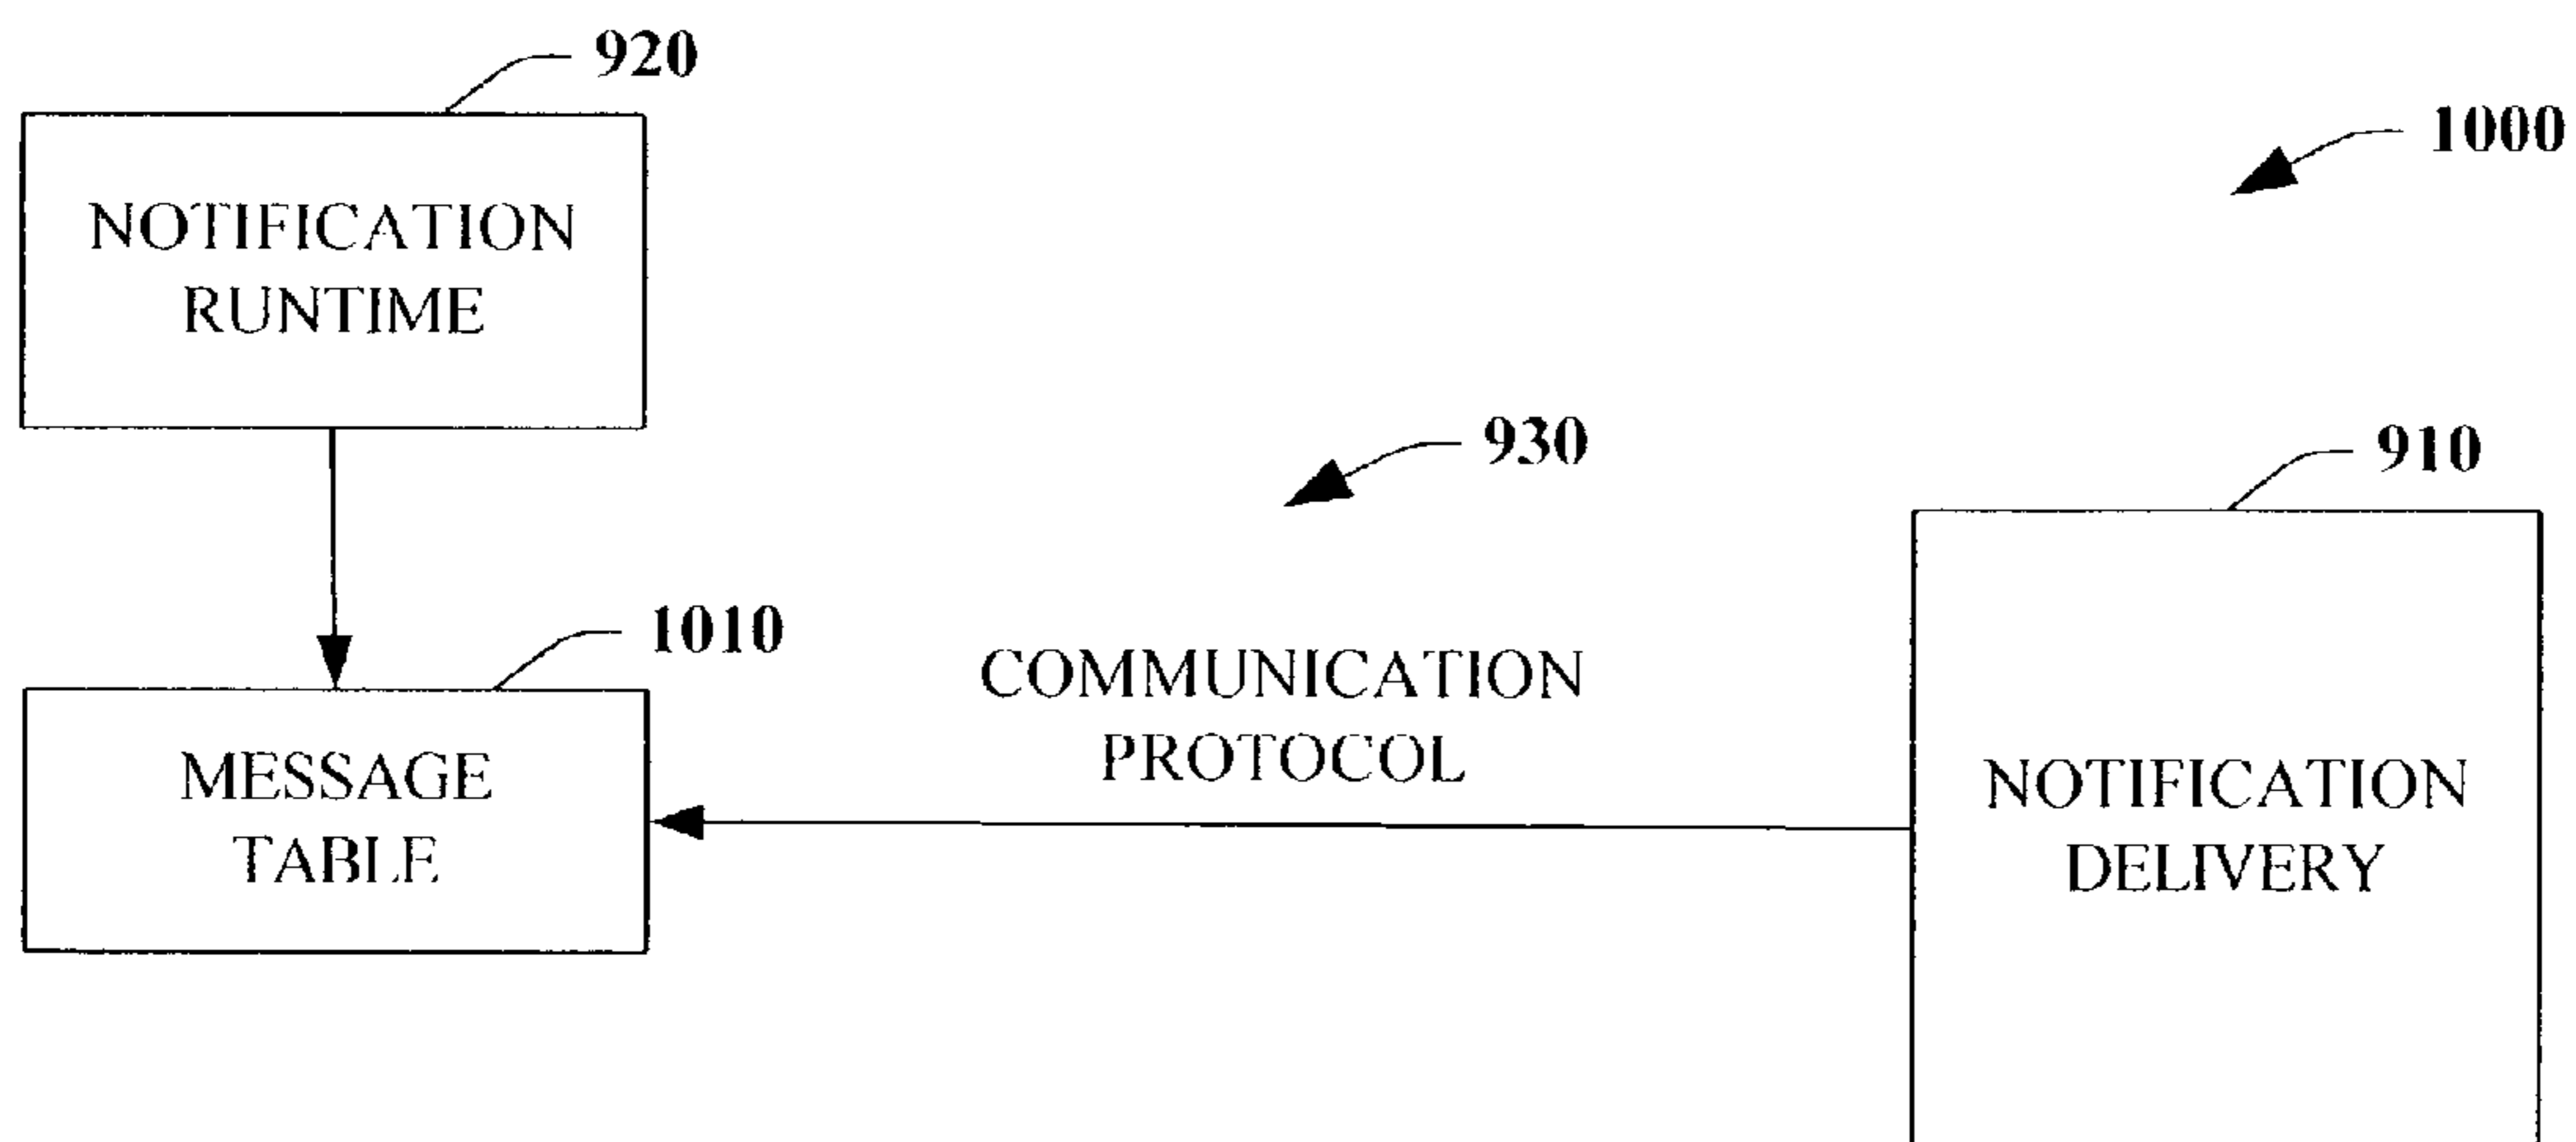 920
1000
NOTIFICATION
RUNTIME
930
910
1010
COMMUNICATION
PROTOCOL
MESSAGE
TABLE
NOTIFICATION
DELIVERY